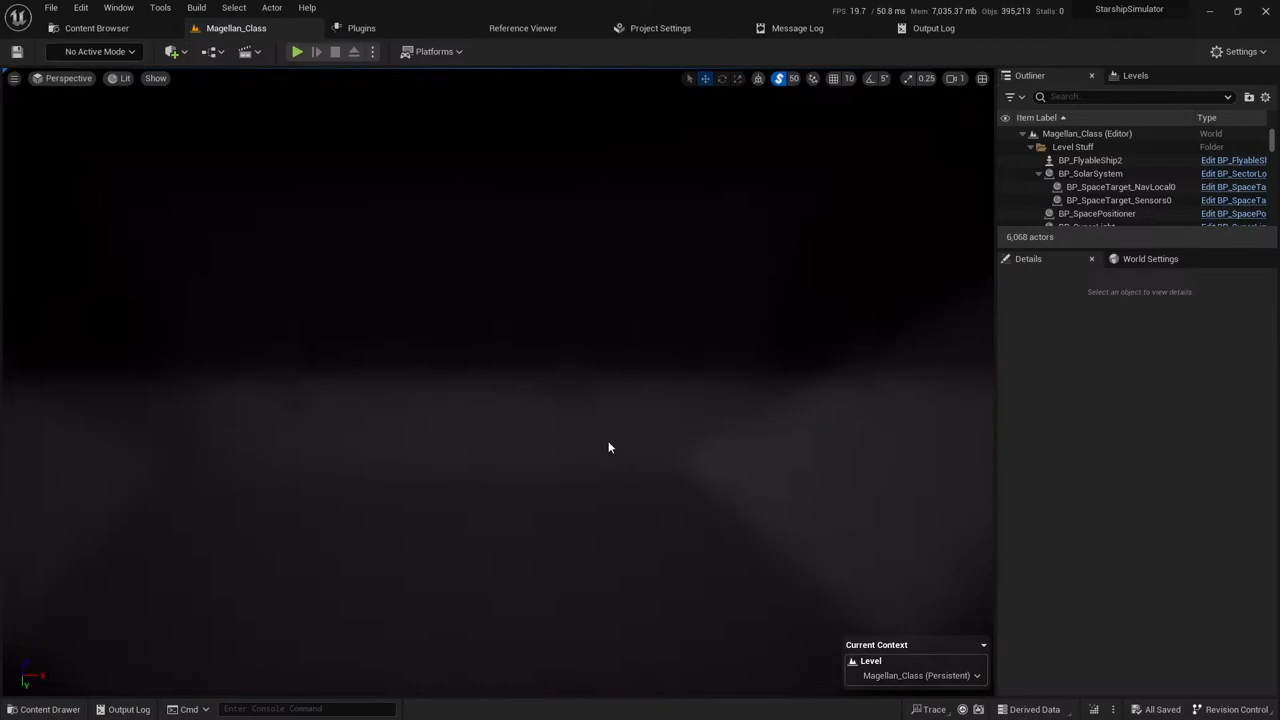 File Edit Window Tools Build Select Actor Help
FPS: 19.7 / 50.8 ms Mem: 7,035.37 mb Objs: 395,213 Stalls: 0
StarshipSimulator
Content Browser
Magellan_Class
Plugins
Reference Viewer
Project Settings
Message Log
Output Log
No Active Mode
Platforms
Settings
Perspective
Lit
Show
50
10
5°
0.25
1
Outliner
Levels
Search...
Item Label Type
Magellan_Class (Editor) World
Level Stuff Folder
BP_FlyableShip2 Edit BP_FlyableSl
BP_SolarSystem Edit BP_SectorLo
BP_SpaceTarget_NavLocal0 Edit BP_SpaceTa
BP_SpaceTarget_Sensors0 Edit BP_SpaceTa
BP_SpacePositioner Edit BP_SpacePo
6,068 actors
Details
World Settings
Select an object to view details.
Current Context
Level
Magellan_Class (Persistent)
Content Drawer
Output Log
Cmd
Enter Console Command
Trace
Derived Data
All Saved
Revision Control